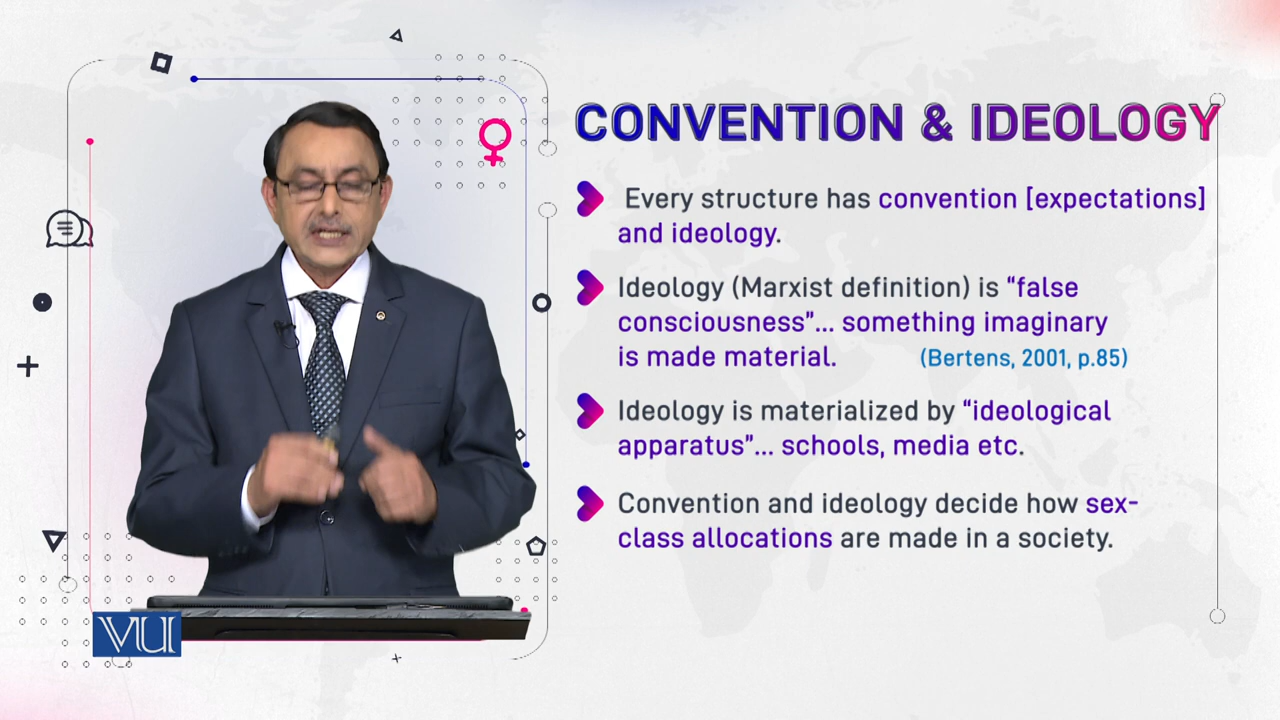 CONVENTION & IDEOLOGY
Every structure has convention [expectations]
and ideology.
Ideology (Marxist definition) is “false
consciousness”... something imaginary
is made material. (Bertens, 2001, p.85)
Ideology is materialized by “ideological
apparatus”... schools, media etc.
Convention and ideology decide how sex-
class allocations are made in a society.
VU